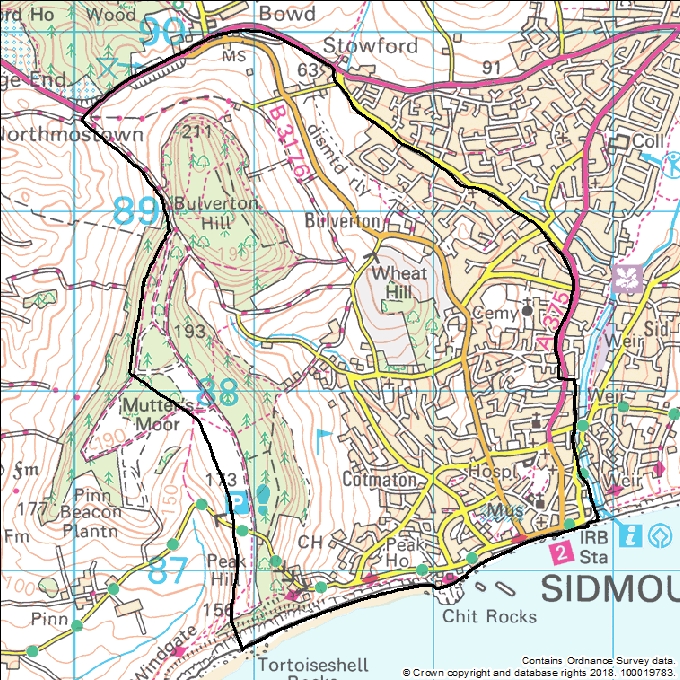 Bowd
rd Ho
Wood
90
Stowford
MS
63
91
ge End
Northmostown
B 3176
dismtd rly
211
Coll
89
Bulverton
Hill
Bulverton
Wheat
Hill
Cemy
A 375
Sid
Weir
193
88
Mutter's
Moor
Weir
190
173
150
Fm
Cotmaton
Hospl
Weir
177
Pinn
Beacon
Plantn
P
Mus
Fm
CH
IRB
Sta
2
i
87
Peak
Hill
Peak
Ho
100
SIDMOU
156
Chit Rocks
Pinn
Windgate
Tortoiseshell
Rocks
Contains Ordnance Survey data.
© Crown copyright and database rights 2018. 100019783.